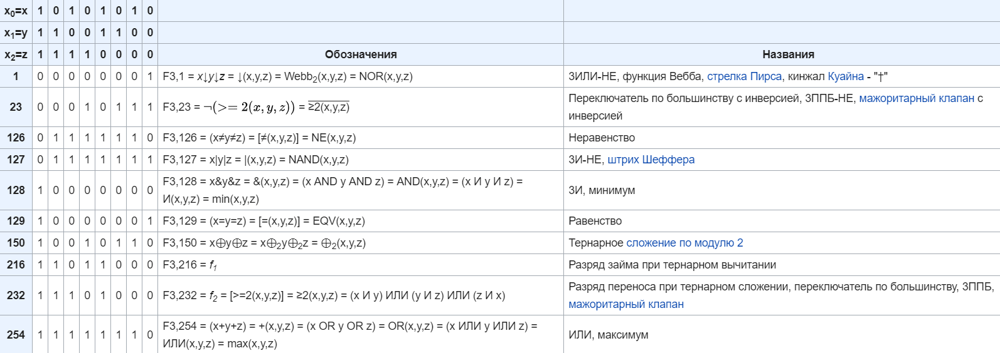 x₀=x 1 0 1 0 1 0 1 0
x₁=y 1 1 0 0 1 1 0 0
x₂=z 1 1 1 1 0 0 0 0 Обозначения Названия
1 0 0 0 0 0 0 0 1 F3,1 = x↓y↓z = ↓(x,y,z) = Webb₂(x,y,z) = NOR(x,y,z) 3ИЛИ-НЕ, функция Вебба, стрелка Пирса, кинжал Куайна - "†"
23 0 0 0 1 0 1 1 1 F3,23 = ¬(>= 2(x, y, z)) = ≥2(x,y,z) Переключатель по большинству с инверсией, 3ППБ-НЕ, мажоритарный клапан с
инверсией
126 0 1 1 1 1 1 1 0 F3,126 = (x≠y≠z) = [≠(x,y,z)] = NE(x,y,z) Неравенство
127 0 1 1 1 1 1 1 1 F3,127 = x|y|z = |(x,y,z) = NAND(x,y,z) 3И-НЕ, штрих Шеффера
128 1 0 0 0 0 0 0 0 F3,128 = x&y&z = &(x,y,z) = (x AND y AND z) = AND(x,y,z) = (x И y И z) =
И(x,y,z) = min(x,y,z) 3И, минимум
129 1 0 0 0 0 0 0 1 F3,129 = (x=y=z) = [=(x,y,z)] = EQV(x,y,z) Равенство
150 1 0 0 1 0 1 1 0 F3,150 = x⊕y⊕z = x⊕₂y⊕₂z = ⊕₂(x,y,z) Тернарное сложение по модулю 2
216 1 1 0 1 1 0 0 0 F3,216 = f₁ Разряд займа при тернарном вычитании
232 1 1 1 0 1 0 0 0 F3,232 = f₂ = [>=2(x,y,z)] = ≥2(x,y,z) = (x И y) ИЛИ (y И z) ИЛИ (z И x) Разряд переноса при тернарном сложении, переключатель по большинству, 3ППБ,
мажоритарный клапан
254 1 1 1 1 1 1 1 0 F3,254 = (x+y+z) = +(x,y,z) = (x OR y OR z) = OR(x,y,z) = (x ИЛИ y ИЛИ z) =
ИЛИ(x,y,z) = max(x,y,z) ИЛИ, максимум